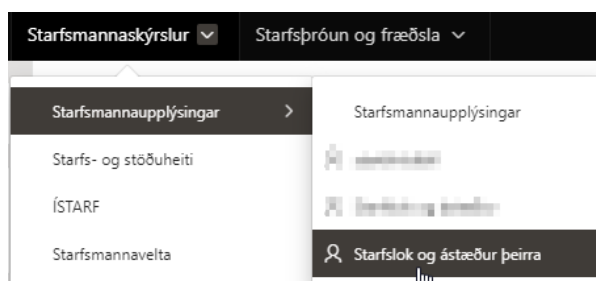 Starfsmannaskýrslur
Starfsþróun og fræðsla
Starfsmannaupplýsingar
Starfsmannaupplýsingar
Starfs- og stöðuheiti
ÍSTARF
Starfsmannavelta
Starfslok og ástæður þeirra